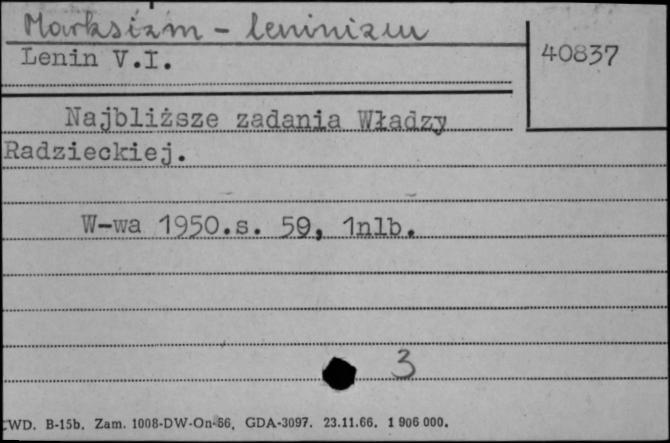 Marksizm - leninizm
Lenin V.I.
40837
Najbliższe zadania Władzy
Radzieckiej.
W-wa 1950.s. 59, 1nlb.
3
CWD. B-15b. Zam. 1008-DW-On-66. GDA-3097. 23.11.66. 1 906 000.